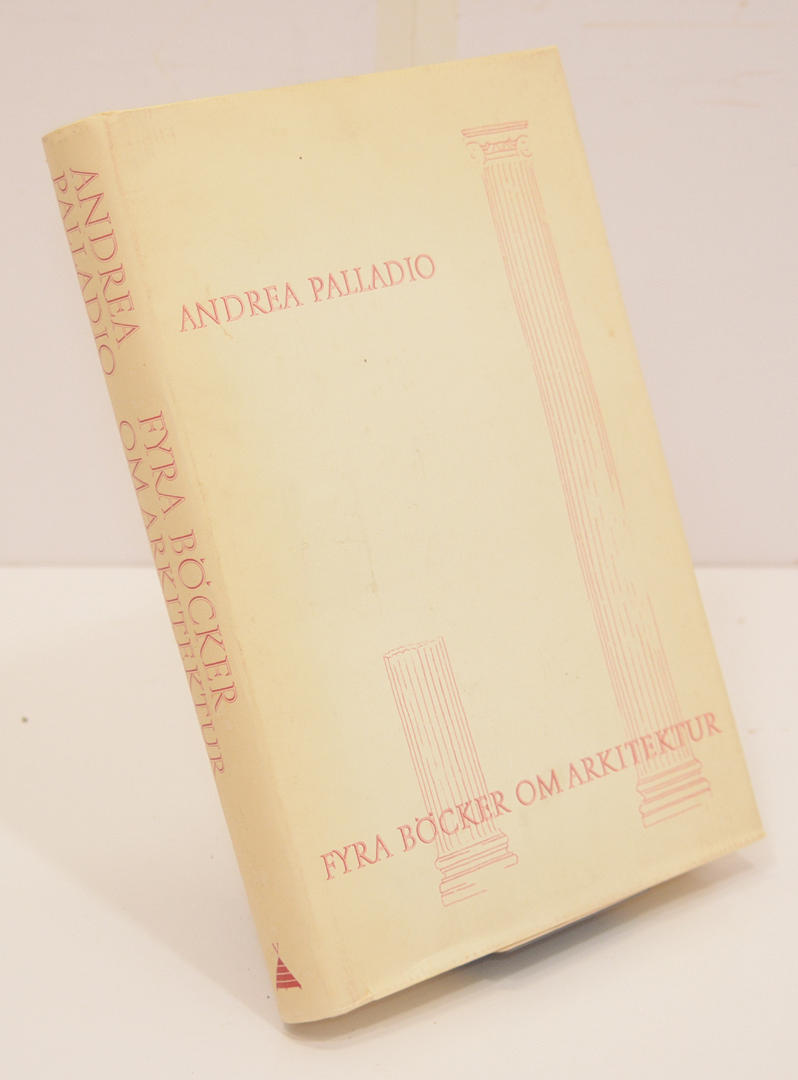 ANDREA PALLADIO
FYRA BÖCKER OM ARKITEKTUR
ANDREA
PALLADIO
FYRA BÖCKER
OM ARKITEKTUR